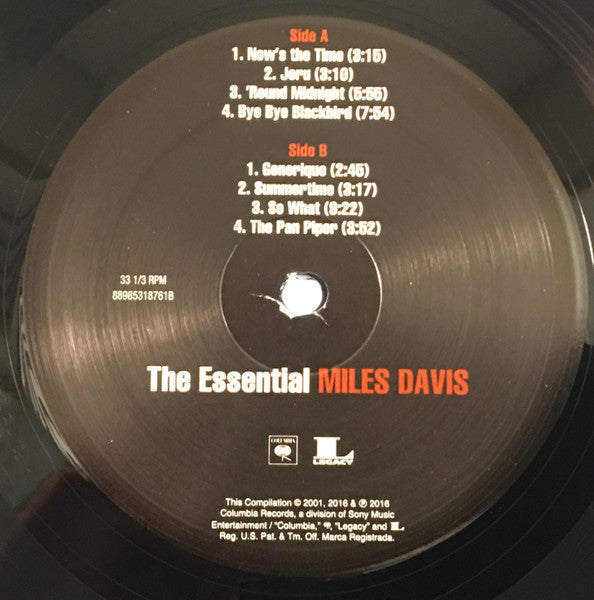 Side A
1. Now's the Time (3:15)
2. Jeru (3:10)
3. 'Round Midnight (5:55)
4. Bye Bye Blackbird (7:54)
Side B
1. Generique (2:45)
2. Summertime (3:17)
3. So What (9:22)
4. The Pan Piper (3:52)
33 1/3 RPM
88985318761B
The Essential MILES DAVIS
COLUMBIA
L
LEGACY
This Compilation © 2001, 2016 & ℗ 2016
Columbia Records, a division of Sony Music
Entertainment / "Columbia," , "Legacy" and L
Reg. U.S. Pat. & Tm. Off. Marca Registrada.